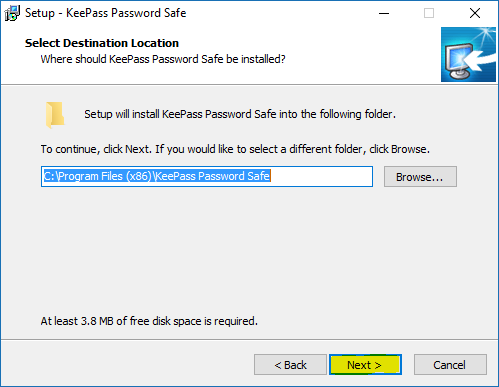 Setup - KeePass Password Safe
Select Destination Location
Where should KeePass Password Safe be installed?
Setup will install KeePass Password Safe into the following folder.
To continue, click Next. If you would like to select a different folder, click Browse.
C:\Program Files (x86)\KeePass Password Safe
Browse...
At least 3.8 MB of free disk space is required.
< Back
Next >
Cancel